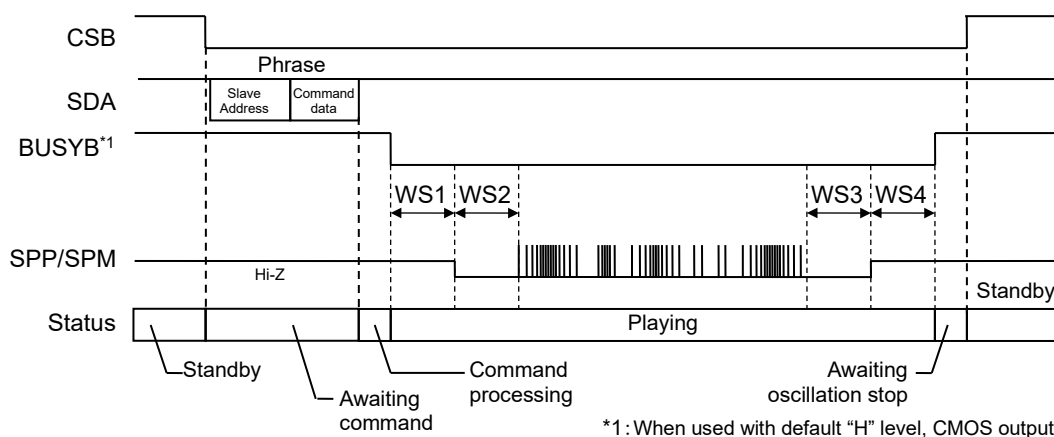 CSB
Phrase
SDA
Slave
Address
Command
data
BUSYB*1
WS1
WS2
WS3
WS4
SPP/SPM
Hi-Z
Standby
Status
Playing
Standby
Awaiting
command
Command
processing
Awaiting
oscillation stop
*1: When used with default “H” level, CMOS output